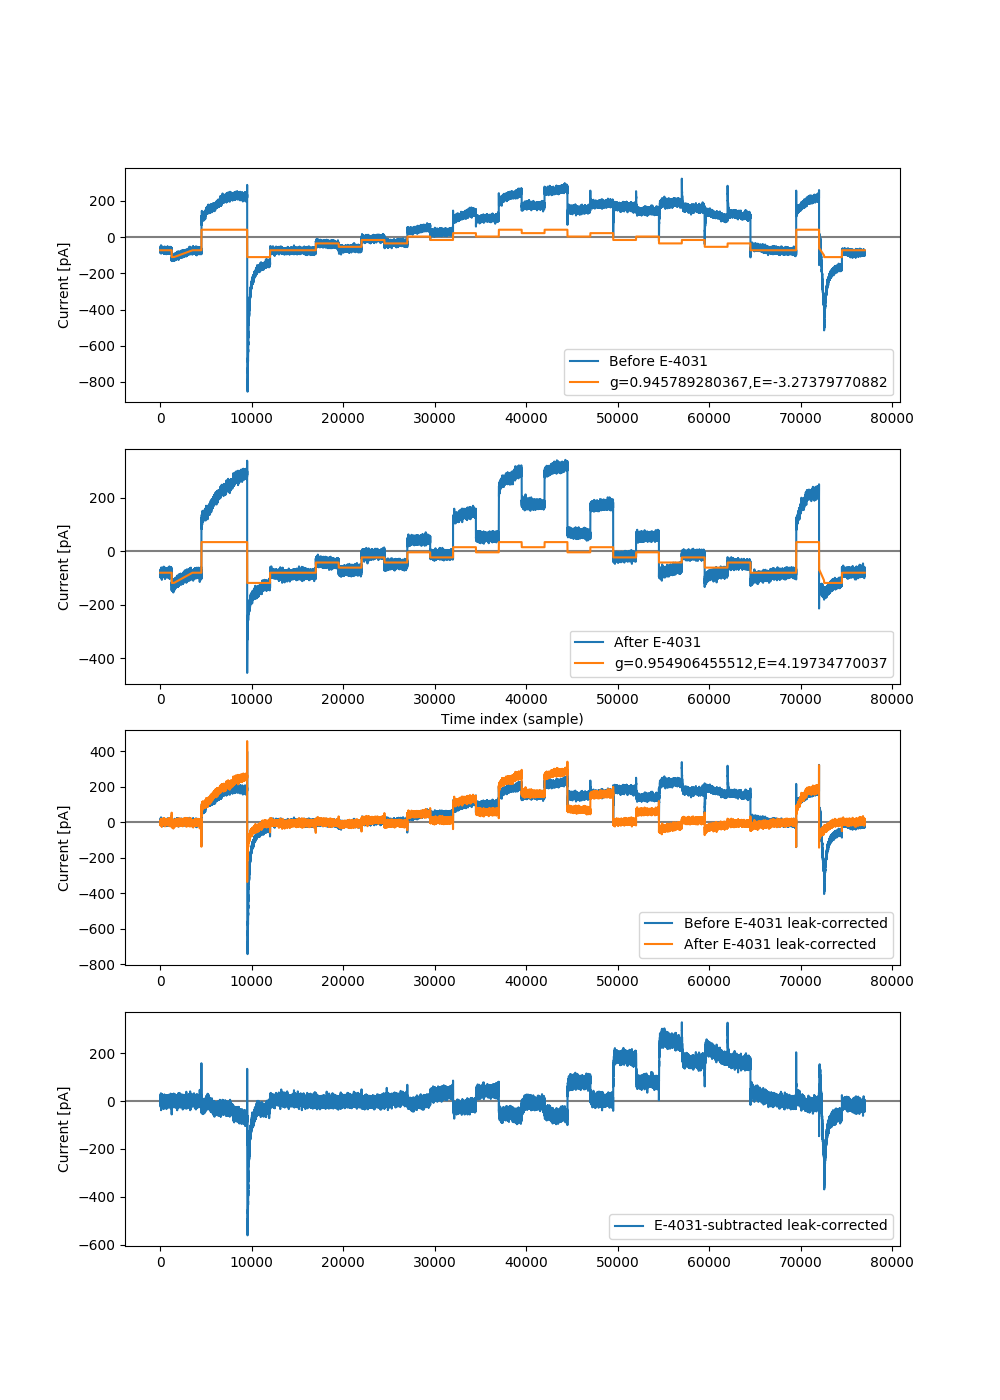 200
0
−200
−400
−600
−800
Current [pA]
Before E-4031
g=0.945789280367,E=-3.27379770882
0 10000 20000 30000 40000 50000 60000 70000 80000
200
0
−200
−400
Current [pA]
After E-4031
g=0.954906455512,E=4.19734770037
0 10000 20000 30000 40000 50000 60000 70000 80000
Time index (sample)
400
200
0
−200
−400
−600
−800
Current [pA]
Before E-4031 leak-corrected
After E-4031 leak-corrected
0 10000 20000 30000 40000 50000 60000 70000 80000
200
0
−200
−400
−600
Current [pA]
E-4031-subtracted leak-corrected
0 10000 20000 30000 40000 50000 60000 70000 80000